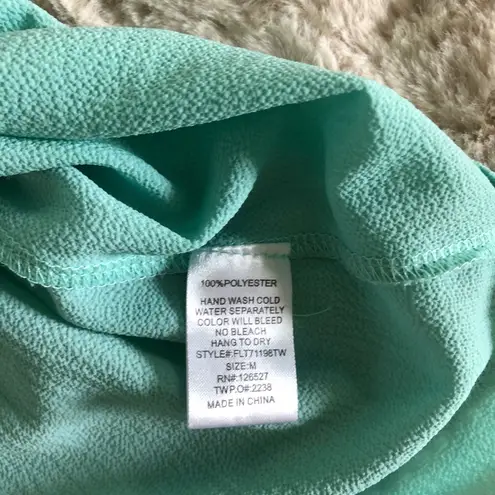 100%POLYESTER
HAND WASH COLD
WATER SEPARATELY
COLOR WILL BLEED
NO BLEACH
HANG TO DRY
STYLE#:FLT71198TW
SIZE:M
RN#:126527
TWP.O#:2238
MADE IN CHINA